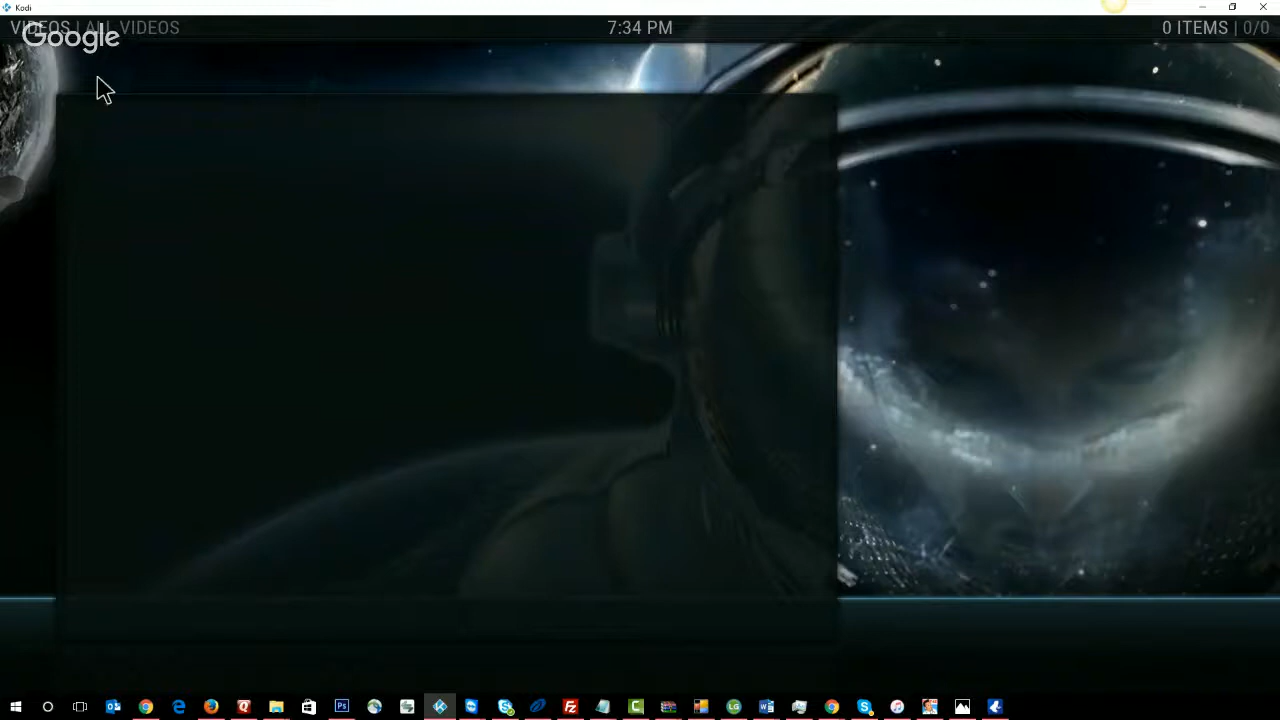 Kodi
VIDEOS | ALL VIDEOS
7:34 PM
0 ITEMS | 0/0
Google